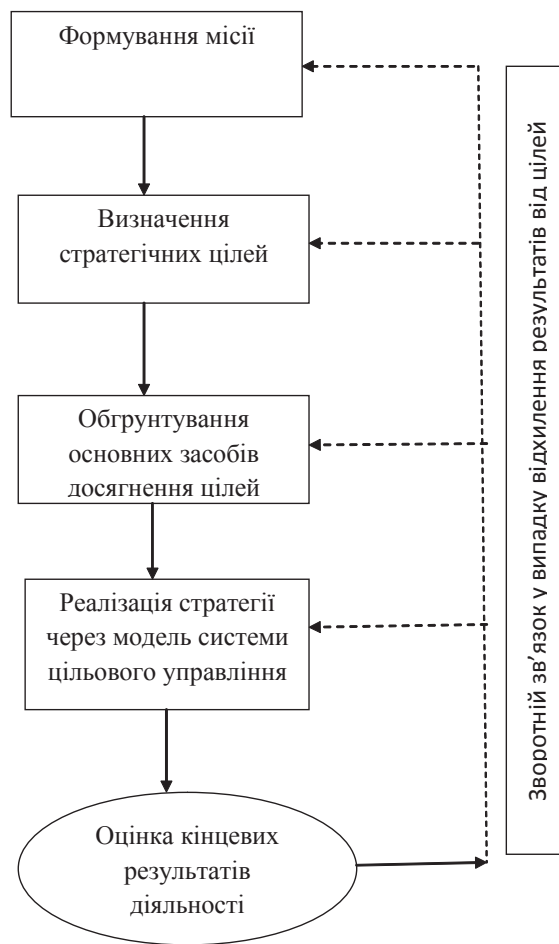 Формування місії
Визначення
стратегічних цілей
Обгрунтування
основних засобів
досягнення цілей
Реалізація стратегії
через модель системи
цільового управління
Оцінка кінцевих
результатів
діяльності
Зворотній зв’язок у випадку відхилення результатів від цілей